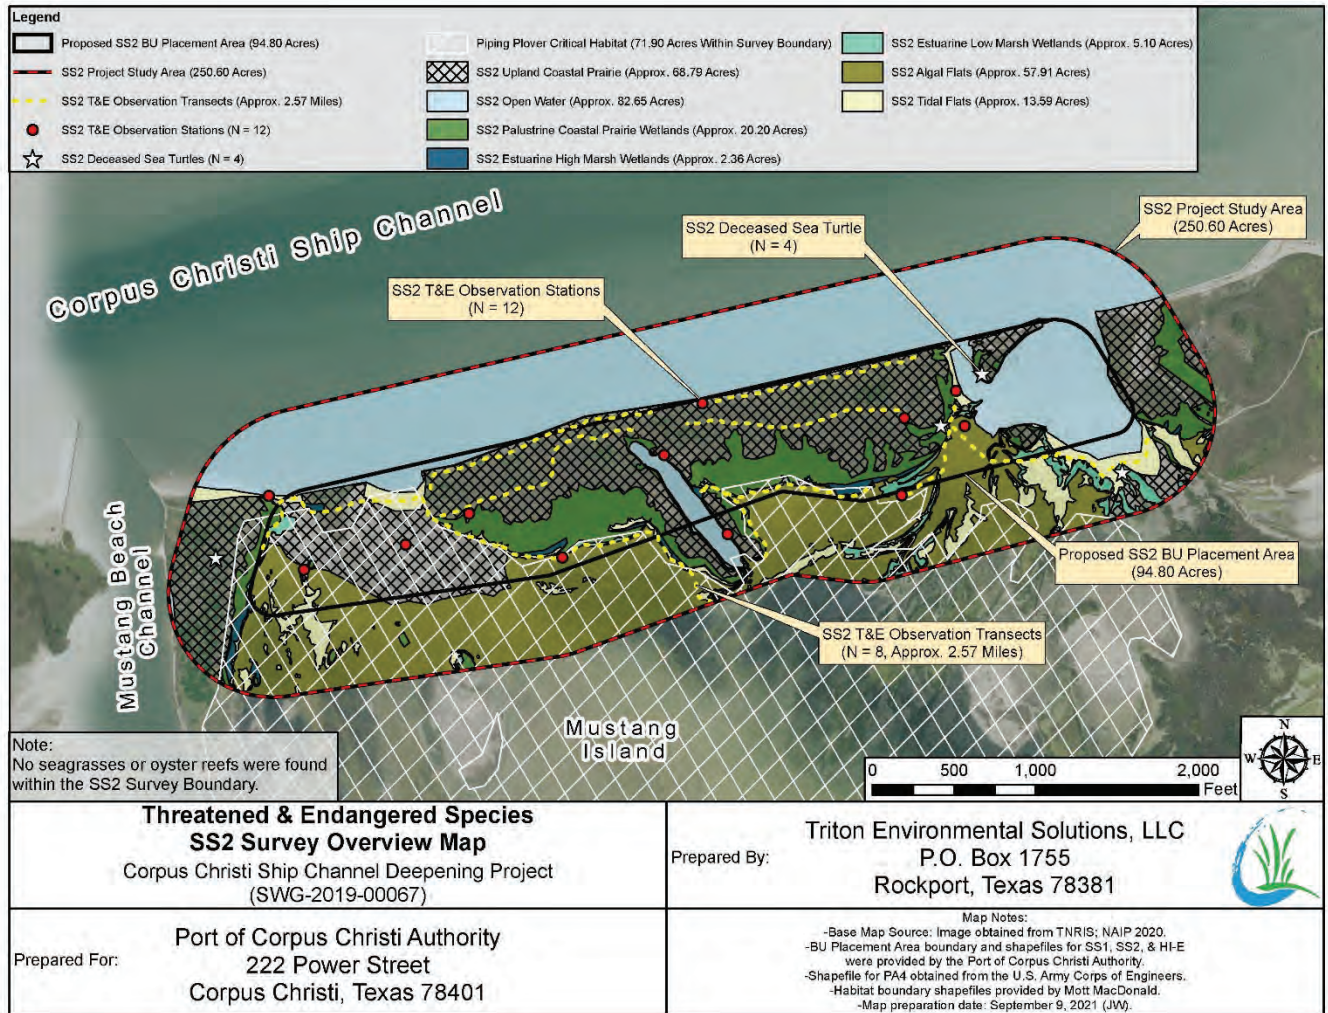 Legend
Proposed SS2 BU Placement Area (94.80 Acres)
SS2 Project Study Area (250.60 Acres)
SS2 T&E Observation Transects (Approx. 2.57 Miles)
SS2 T&E Observation Stations (N = 12)
SS2 Deceased Sea Turtles (N = 4)
Piping Plover Critical Habitat (71.90 Acres Within Survey Boundary)
SS2 Upland Coastal Prairie (Approx. 68.79 Acres)
SS2 Open Water (Approx. 82.65 Acres)
SS2 Palustrine Coastal Prairie Wetlands (Approx. 20.20 Acres)
SS2 Estuarine High Marsh Wetlands (Approx. 2.36 Acres)
SS2 Estuarine Low Marsh Wetlands (Approx. 5.10 Acres)
SS2 Algal Flats (Approx. 57.91 Acres)
SS2 Tidal Flats (Approx. 13.59 Acres)
Corpus Christi Ship Channel
SS2 Project Study Area
(250.60 Acres)
SS2 Deceased Sea Turtle
(N = 4)
SS2 T&E Observation Stations
(N = 12)
Proposed SS2 BU Placement Area
(94.80 Acres)
SS2 T&E Observation Transects
(N = 8, Approx. 2.57 Miles)
Mustang Beach
Channel
Mustang
Island
Note:
No seagrasses or oyster reefs were found
within the SS2 Survey Boundary.
0 500 1,000 2,000
Feet
N
W E
S
Threatened & Endangered Species
SS2 Survey Overview Map
Corpus Christi Ship Channel Deepening Project
(SWG-2019-00067)
Prepared By:
Triton Environmental Solutions, LLC
P.O. Box 1755
Rockport, Texas 78381
Prepared For:
Port of Corpus Christi Authority
222 Power Street
Corpus Christi, Texas 78401
Map Notes:
-Base Map Source: Image obtained from TNRIS; NAIP 2020.
-BU Placement Area boundary and shapefiles for SS1, SS2, & HI-E
were provided by the Port of Corpus Christi Authority.
-Shapefile for PA4 obtained from the U.S. Army Corps of Engineers.
-Habitat boundary shapefiles provided by Mott MacDonald.
-Map preparation date: September 9, 2021 (JW).